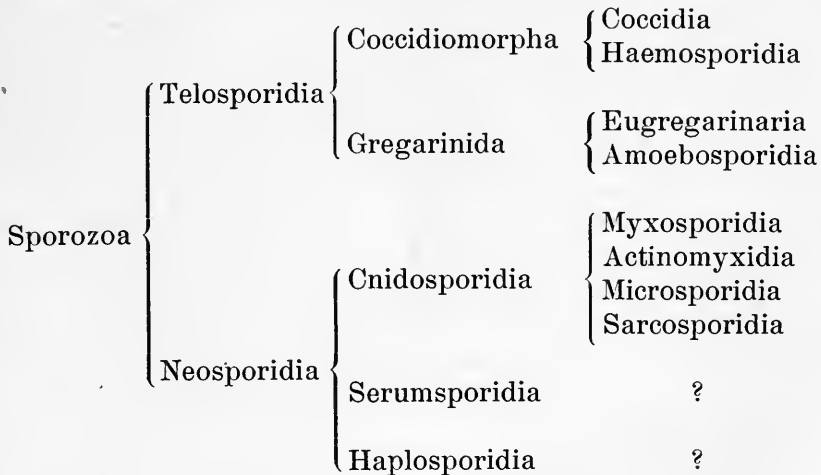 Coccidiomorpha Coccidia
Haemosporidia
Telosporidia
Gregarinida Eugregarinaria
Amoebosporidia
Sporozoa
Cnidosporidia Myxosporidia
Actinomyxidia
Microsporidia
Sarcosporidia
Neosporidia
Serumsporidia ?
Haplosporidia ?